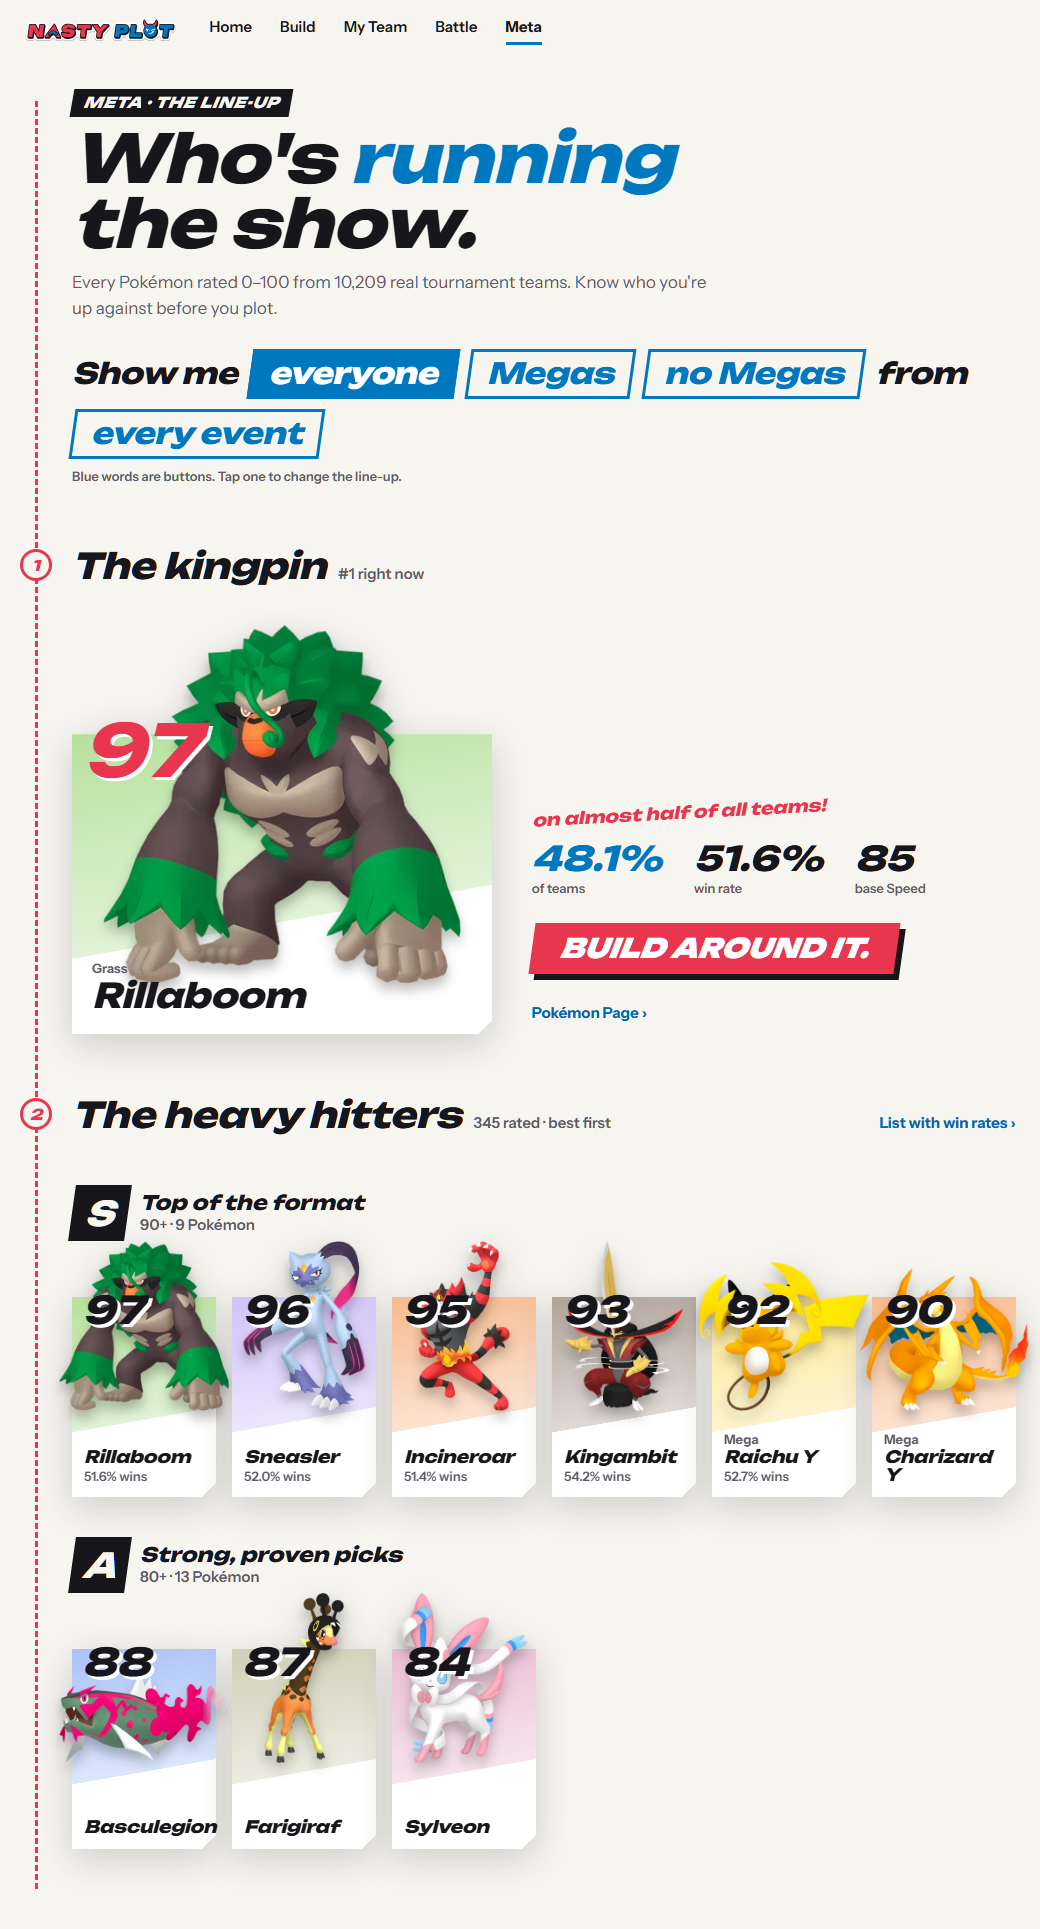 NASTY PLOT
Home
Build
My Team
Battle
Meta
META • THE LINE-UP
Who's running
the show.
Every Pokémon rated 0–100 from 10,209 real tournament teams. Know who you're
up against before you plot.
Show me everyone Megas no Megas from
every event
Blue words are buttons. Tap one to change the line-up.
1
The kingpin #1 right now
97
Grass
Rillaboom
on almost half of all teams!
48.1% 51.6% 85
of teams win rate base Speed
BUILD AROUND IT.
Pokémon Page ›
2
The heavy hitters 345 rated · best first
List with win rates ›
S
Top of the format
90+ · 9 Pokémon
97
Rillaboom
51.6% wins
96
Sneasler
52.0% wins
95
Incineroar
51.4% wins
93
Kingambit
54.2% wins
92
Mega
Raichu Y
52.7% wins
90
Mega
Charizard
Y
A
Strong, proven picks
80+ · 13 Pokémon
88
Basculegion
87
Farigiraf
84
Sylveon